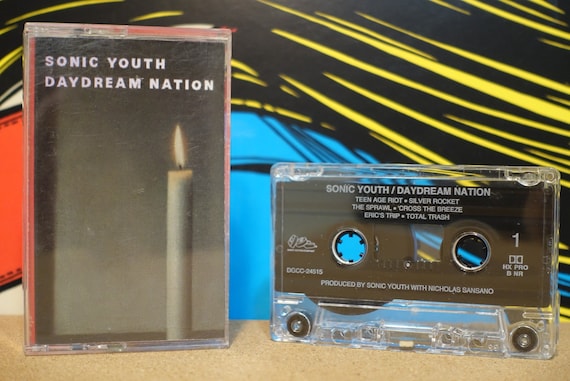 SONIC YOUTH
DAYDREAM NATION
SONIC YOUTH / DAYDREAM NATION
TEEN AGE RIOT • SILVER ROCKET
THE SPRAWL • 'CROSS THE BREEZE
ERIC'S TRIP • TOTAL TRASH
1
DGCC-24515
HX PRO
B NR
PRODUCED BY SONIC YOUTH WITH NICHOLAS SANSANO